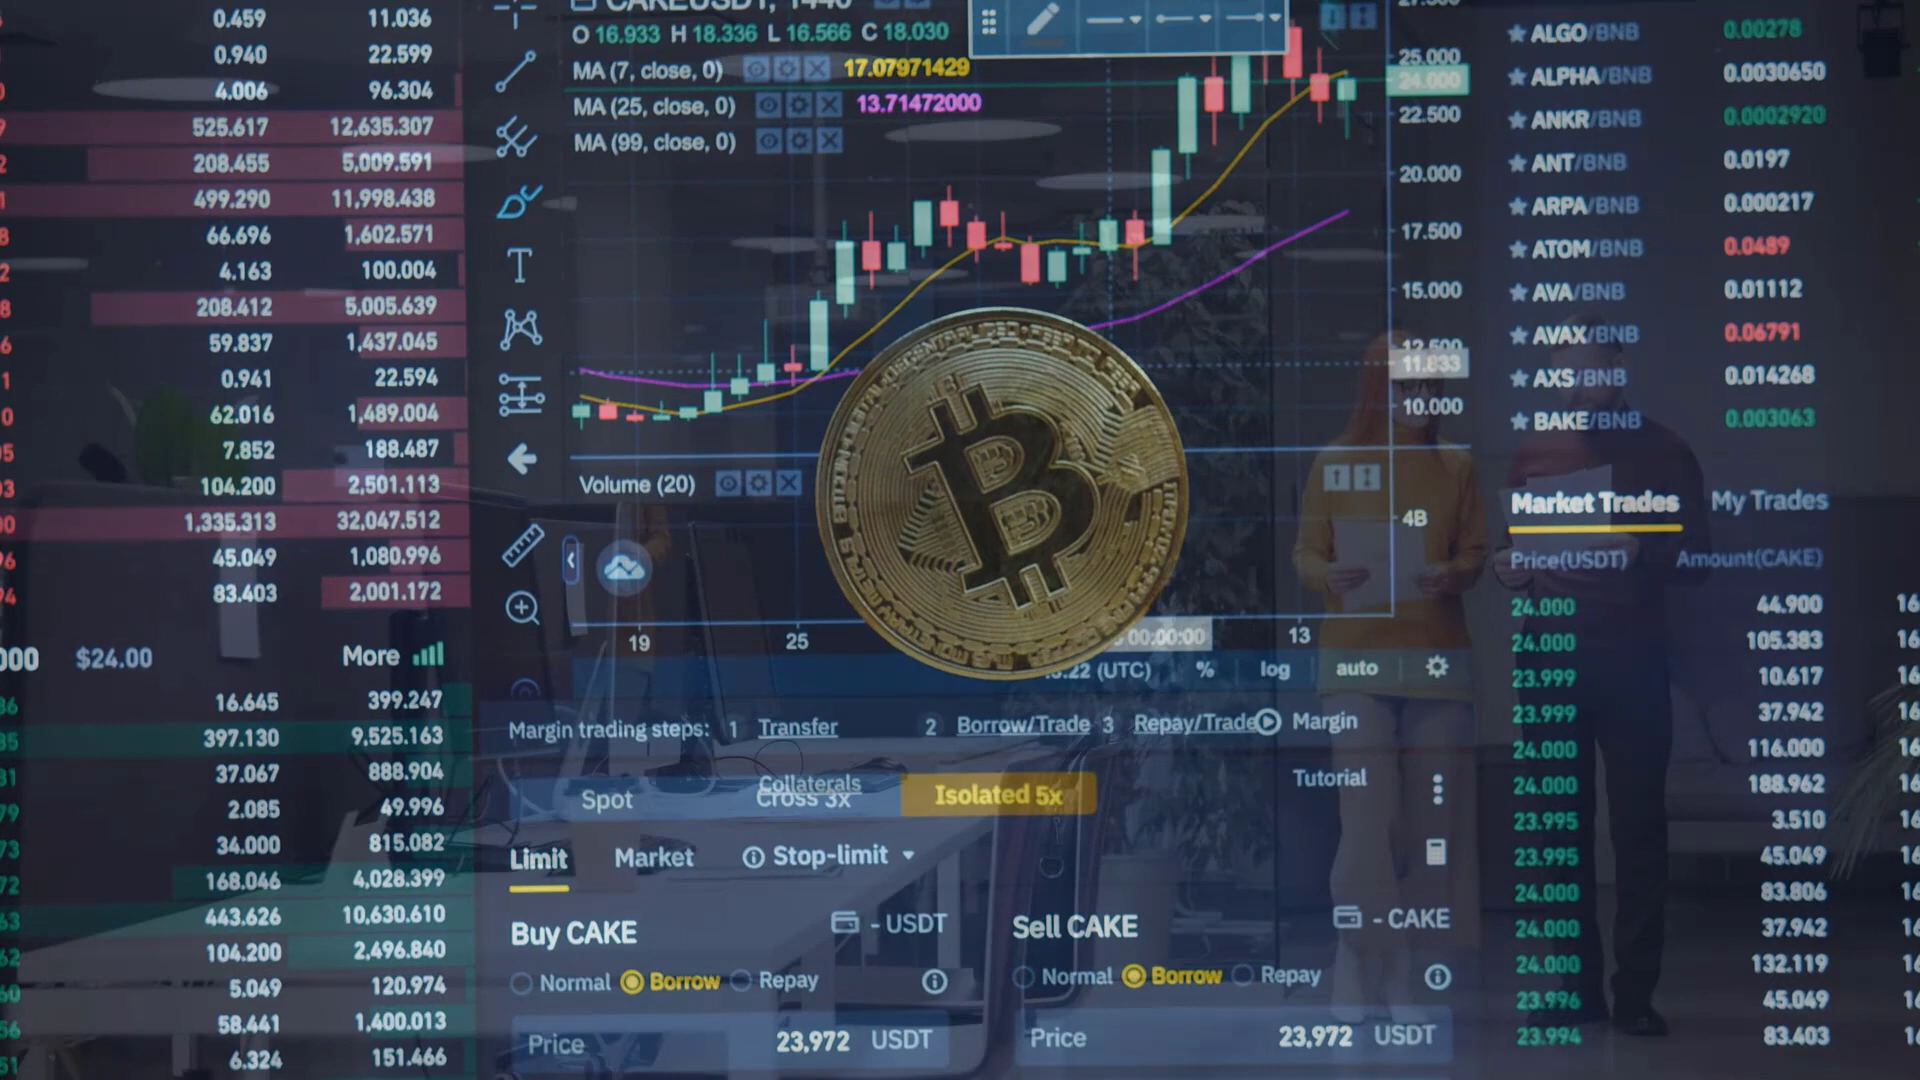 0.459 11.036
0.940 22.599
4.006 96.304
525.617 12,635.307
208.455 5,009.591
499.290 11,998.438
66.696 1,602.571
4.163 100.004
208.412 5,005.639
59.837 1,437.045
0.941 22.594
62.016 1,489.004
7.852 188.487
104.200 2,501.113
1,335.313 32,047.512
45.049 1,080.996
83.403 2,001.172
$24.00 More
16.645 399.247
397.130 9,525.163
37.067 888.904
2.085 49.996
34.000 815.082
168.046 4,028.399
443.626 10,630.610
104.200 2,496.840
5.049 120.974
58.441 1,400.013
6.324 151.466
CAKEUSDT, 1440
O 16.933 H 18.336 L 16.566 C 18.030
MA (7, close, 0) 17.07971429
MA (25, close, 0) 13.71472000
MA (99, close, 0)
25.000
24.000
22.500
20.000
17.500
15.000
12.500
11.833
10.000
Volume (20)
4B
19 25 00:00:00 13
(UTC) % log auto
Margin trading steps: 1 Transfer 2 Borrow/Trade 3 Repay/Trade Margin
Collaterals Tutorial
Spot Cross 3x Isolated 5x
Limit Market Stop-limit
Buy CAKE - USDT
Normal Borrow Repay
Price 23,972 USDT
Sell CAKE - CAKE
Normal Borrow Repay
Price 23,972 USDT
ALGO/BNB 0.00278
ALPHA/BNB 0.0030650
ANKR/BNB 0.0002920
ANT/BNB 0.0197
ARPA/BNB 0.000217
ATOM/BNB 0.0489
AVA/BNB 0.01112
AVAX/BNB 0.06791
AXS/BNB 0.014268
BAKE/BNB 0.003063
Market Trades My Trades
Price(USDT) Amount(CAKE)
24.000 44.900
24.000 105.383
23.999 10.617
23.999 37.942
24.000 116.000
24.000 188.962
23.995 3.510
23.995 45.049
24.000 83.806
24.000 37.942
24.000 132.119
23.996 45.049
23.994 83.403